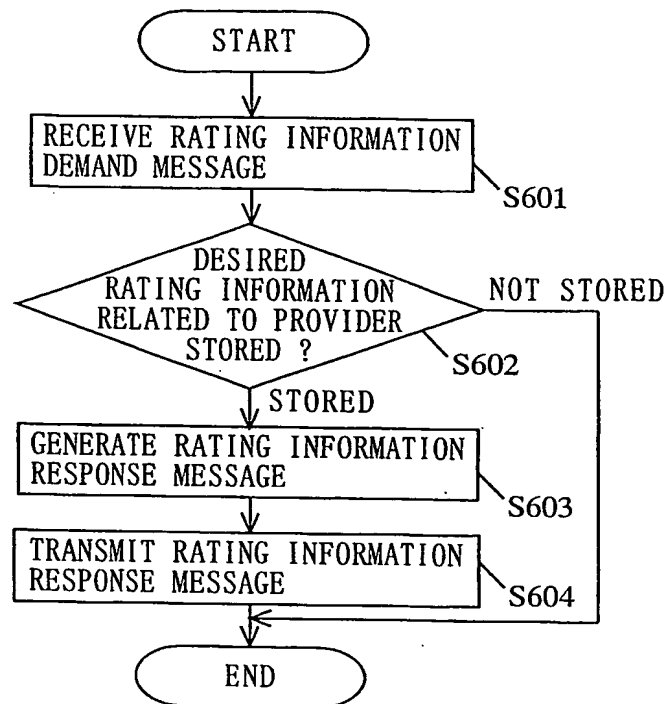 START
RECEIVE RATING INFORMATION
DEMAND MESSAGE
S601
DESIRED
RATING INFORMATION
RELATED TO PROVIDER
STORED ?
NOT STORED
S602
STORED
GENERATE RATING INFORMATION
RESPONSE MESSAGE
S603
TRANSMIT RATING INFORMATION
RESPONSE MESSAGE
S604
END